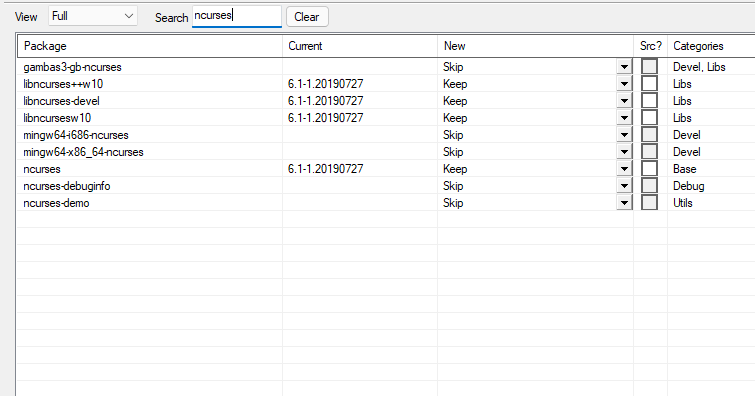 View Full Search ncurses Clear
Package Current New Src? Categories
gambas3-gb-ncurses Skip Devel, Libs
libncurses++w10 6.1-1.20190727 Keep Libs
libncurses-devel 6.1-1.20190727 Keep Libs
libncursesw10 6.1-1.20190727 Keep Libs
mingw64-i686-ncurses Skip Devel
mingw64-x86_64-ncurses Skip Devel
ncurses 6.1-1.20190727 Keep Base
ncurses-debuginfo Skip Debug
ncurses-demo Skip Utils